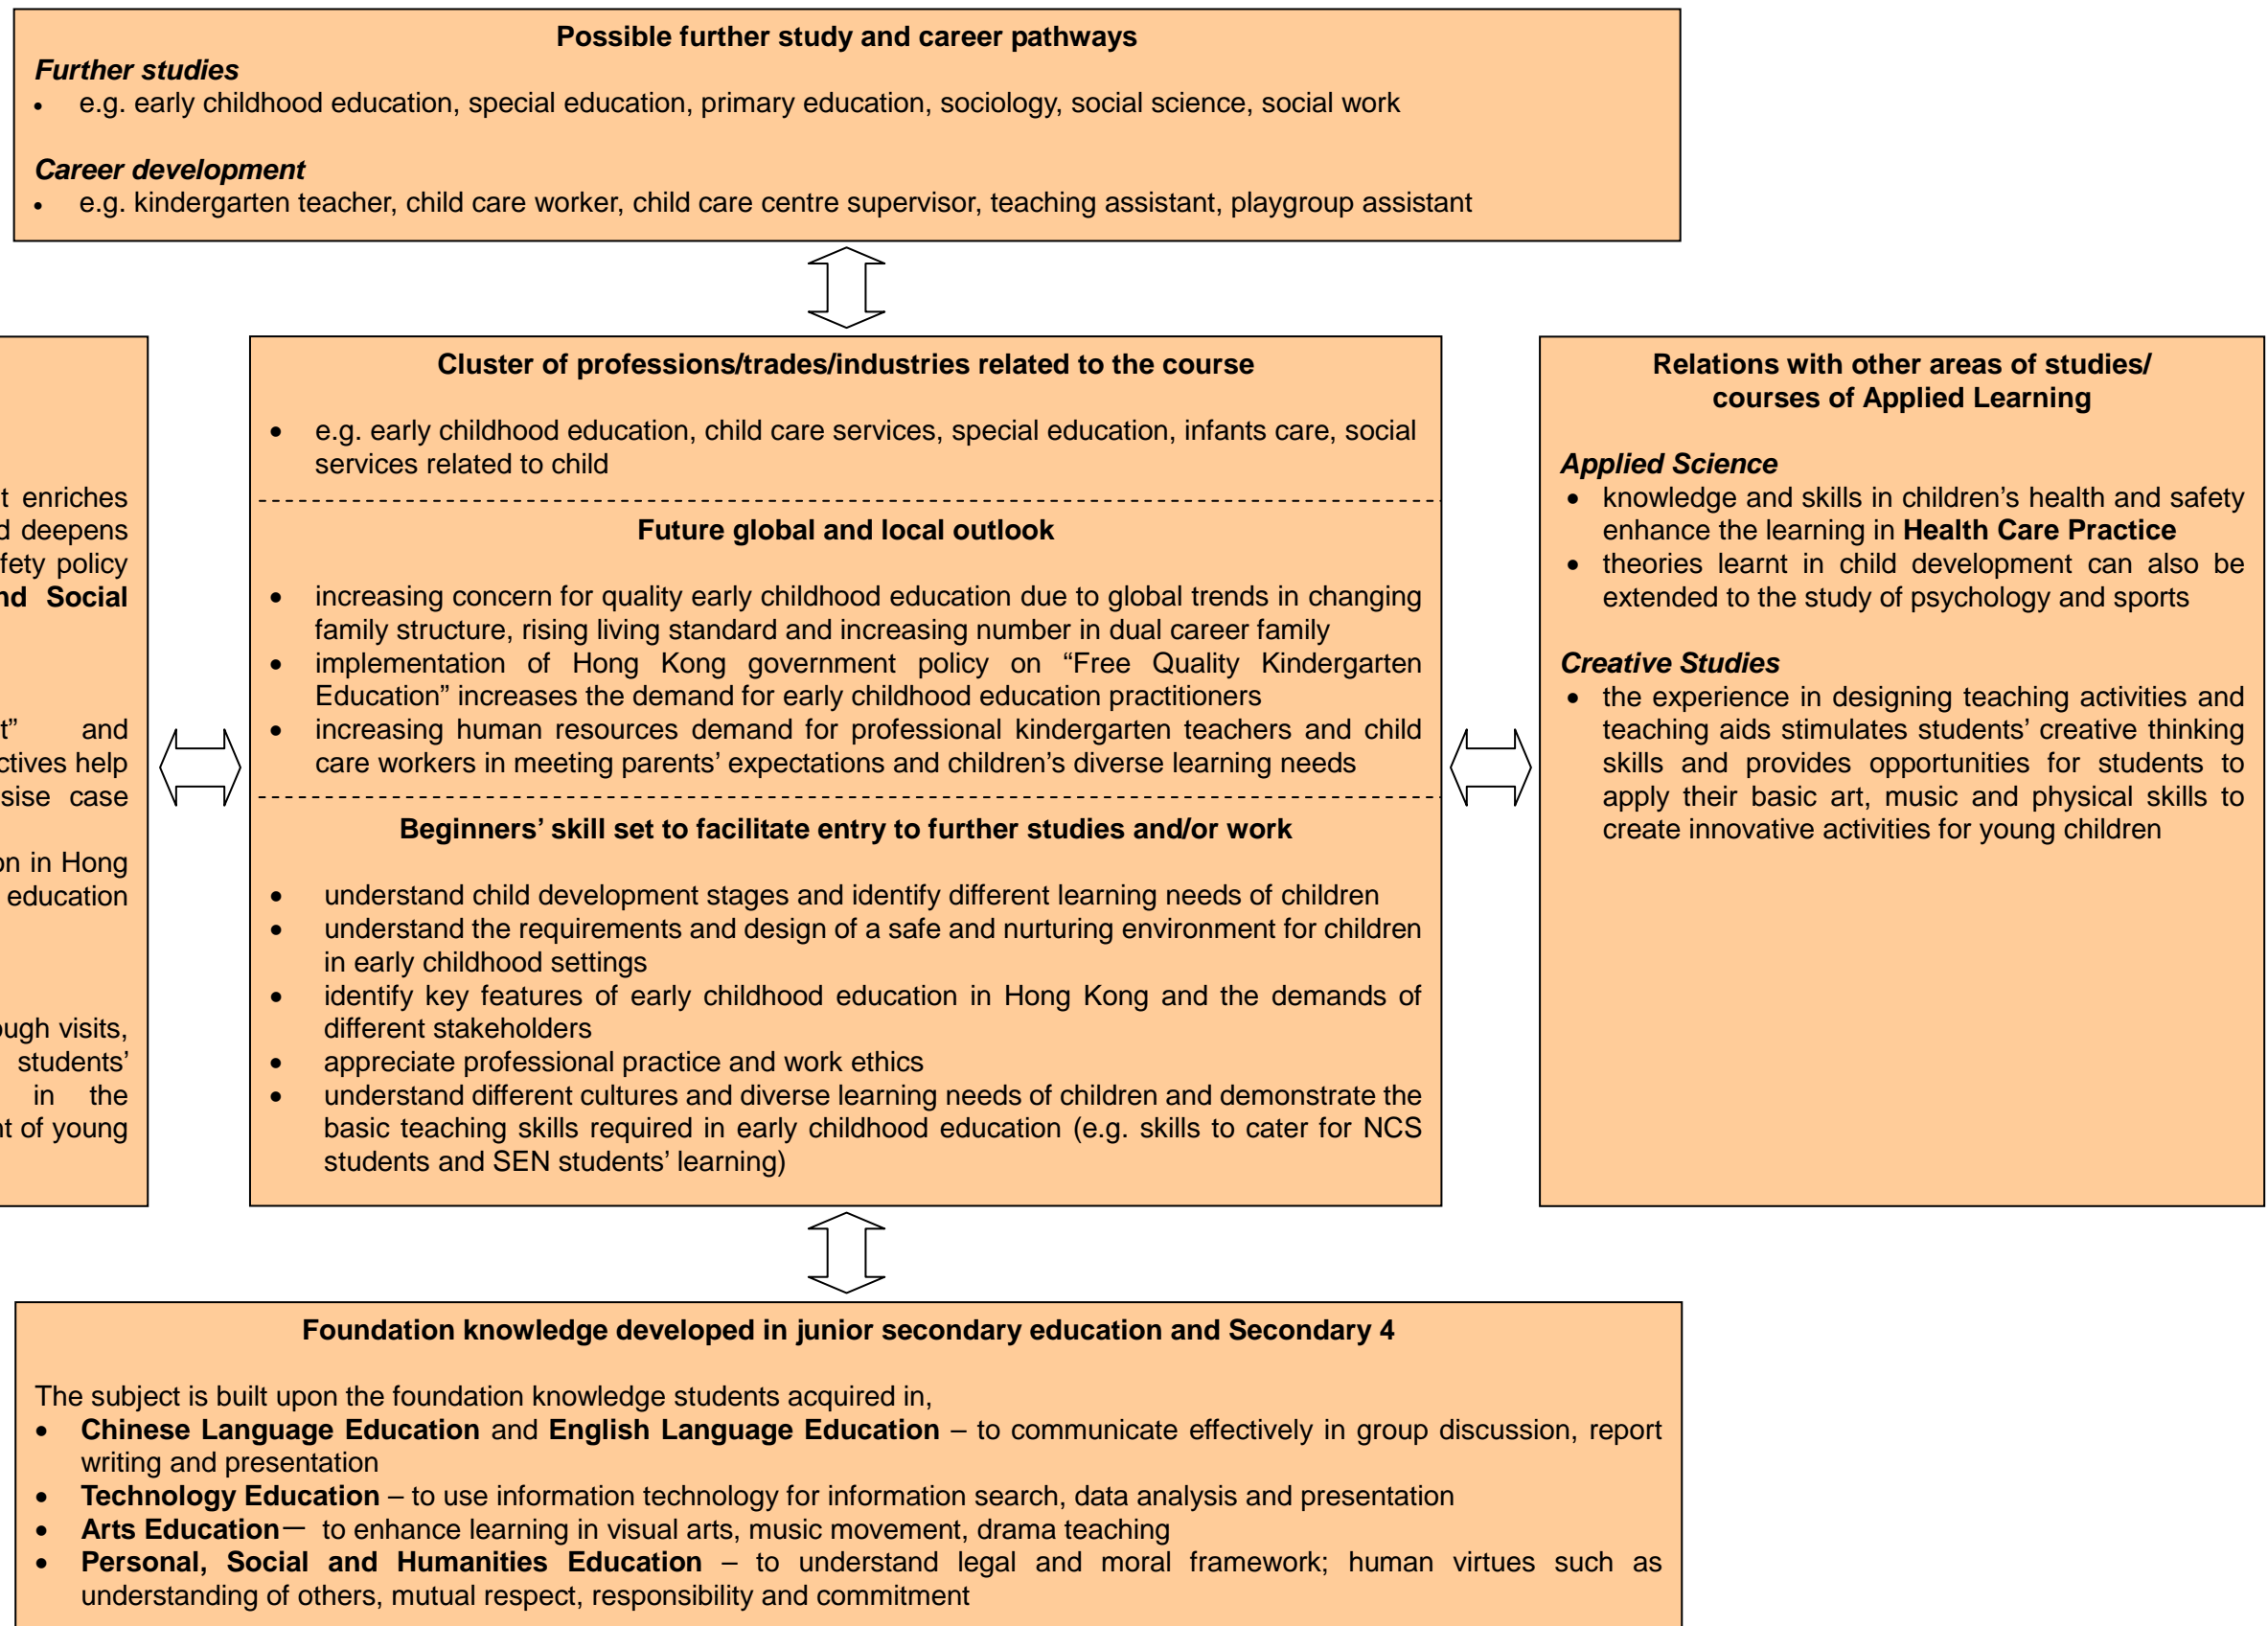 Possible further study and career pathways
Further studies
• e.g. early childhood education, special education, primary education, sociology, social science, social work
Career development
• e.g. kindergarten teacher, child care worker, child care centre supervisor, teaching assistant, playgroup assistant
enriches
deepens
policy
Social
and
help
case
in Hong
education
visits,
students’
in the
of young
Cluster of professions/trades/industries related to the course
• e.g. early childhood education, child care services, special education, infants care, social
services related to child
Future global and local outlook
• increasing concern for quality early childhood education due to global trends in changing
family structure, rising living standard and increasing number in dual career family
• implementation of Hong Kong government policy on “Free Quality Kindergarten
Education” increases the demand for early childhood education practitioners
• increasing human resources demand for professional kindergarten teachers and child
care workers in meeting parents’ expectations and children’s diverse learning needs
Beginners’ skill set to facilitate entry to further studies and/or work
• understand child development stages and identify different learning needs of children
• understand the requirements and design of a safe and nurturing environment for children
in early childhood settings
• identify key features of early childhood education in Hong Kong and the demands of
different stakeholders
• appreciate professional practice and work ethics
• understand different cultures and diverse learning needs of children and demonstrate the
basic teaching skills required in early childhood education (e.g. skills to cater for NCS
students and SEN students’ learning)
Relations with other areas of studies/
courses of Applied Learning
Applied Science
• knowledge and skills in children’s health and safety
enhance the learning in Health Care Practice
• theories learnt in child development can also be
extended to the study of psychology and sports
Creative Studies
• the experience in designing teaching activities and
teaching aids stimulates students’ creative thinking
skills and provides opportunities for students to
apply their basic art, music and physical skills to
create innovative activities for young children
Foundation knowledge developed in junior secondary education and Secondary 4
The subject is built upon the foundation knowledge students acquired in,
• Chinese Language Education and English Language Education – to communicate effectively in group discussion, report
writing and presentation
• Technology Education – to use information technology for information search, data analysis and presentation
• Arts Education－ to enhance learning in visual arts, music movement, drama teaching
• Personal, Social and Humanities Education – to understand legal and moral framework; human virtues such as
understanding of others, mutual respect, responsibility and commitment